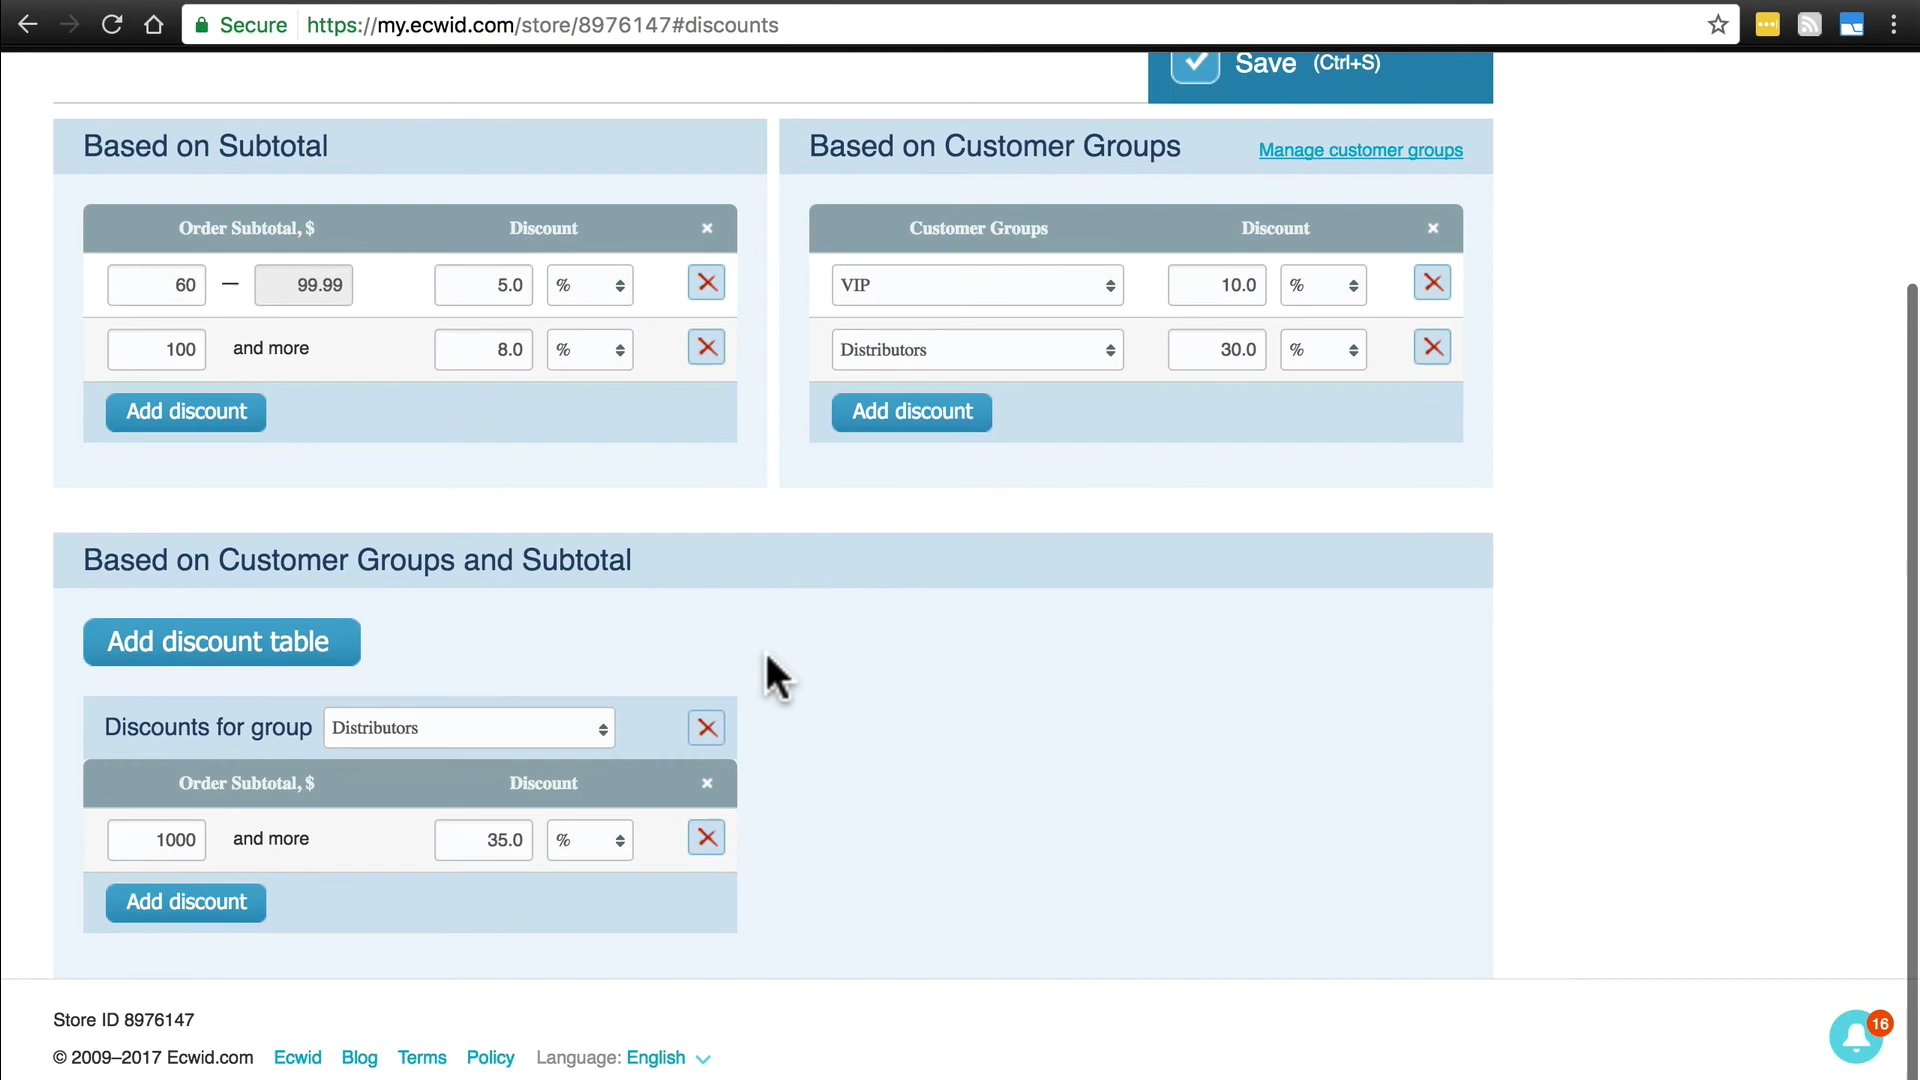 Secure https://my.ecwid.com/store/8976147#discounts
Save (Ctrl+S)
Based on Subtotal
Order Subtotal, $ Discount ×
60 — 99.99 5.0 %
100 and more 8.0 %
Add discount
Based on Customer Groups Manage customer groups
Customer Groups Discount ×
VIP 10.0 %
Distributors 30.0 %
Add discount
Based on Customer Groups and Subtotal
Add discount table
Discounts for group Distributors
Order Subtotal, $ Discount ×
1000 and more 35.0 %
Add discount
Store ID 8976147
© 2009–2017 Ecwid.com Ecwid Blog Terms Policy Language: English
16